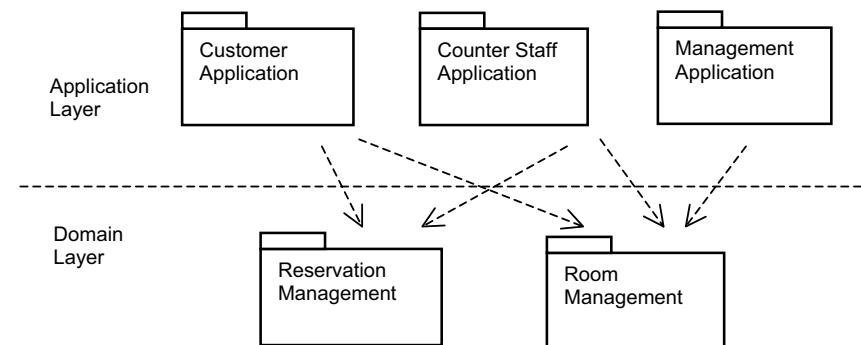 Customer
Application
Counter Staff
Application
Management
Application
Application
Layer
Domain
Layer
Reservation
Management
Room
Management